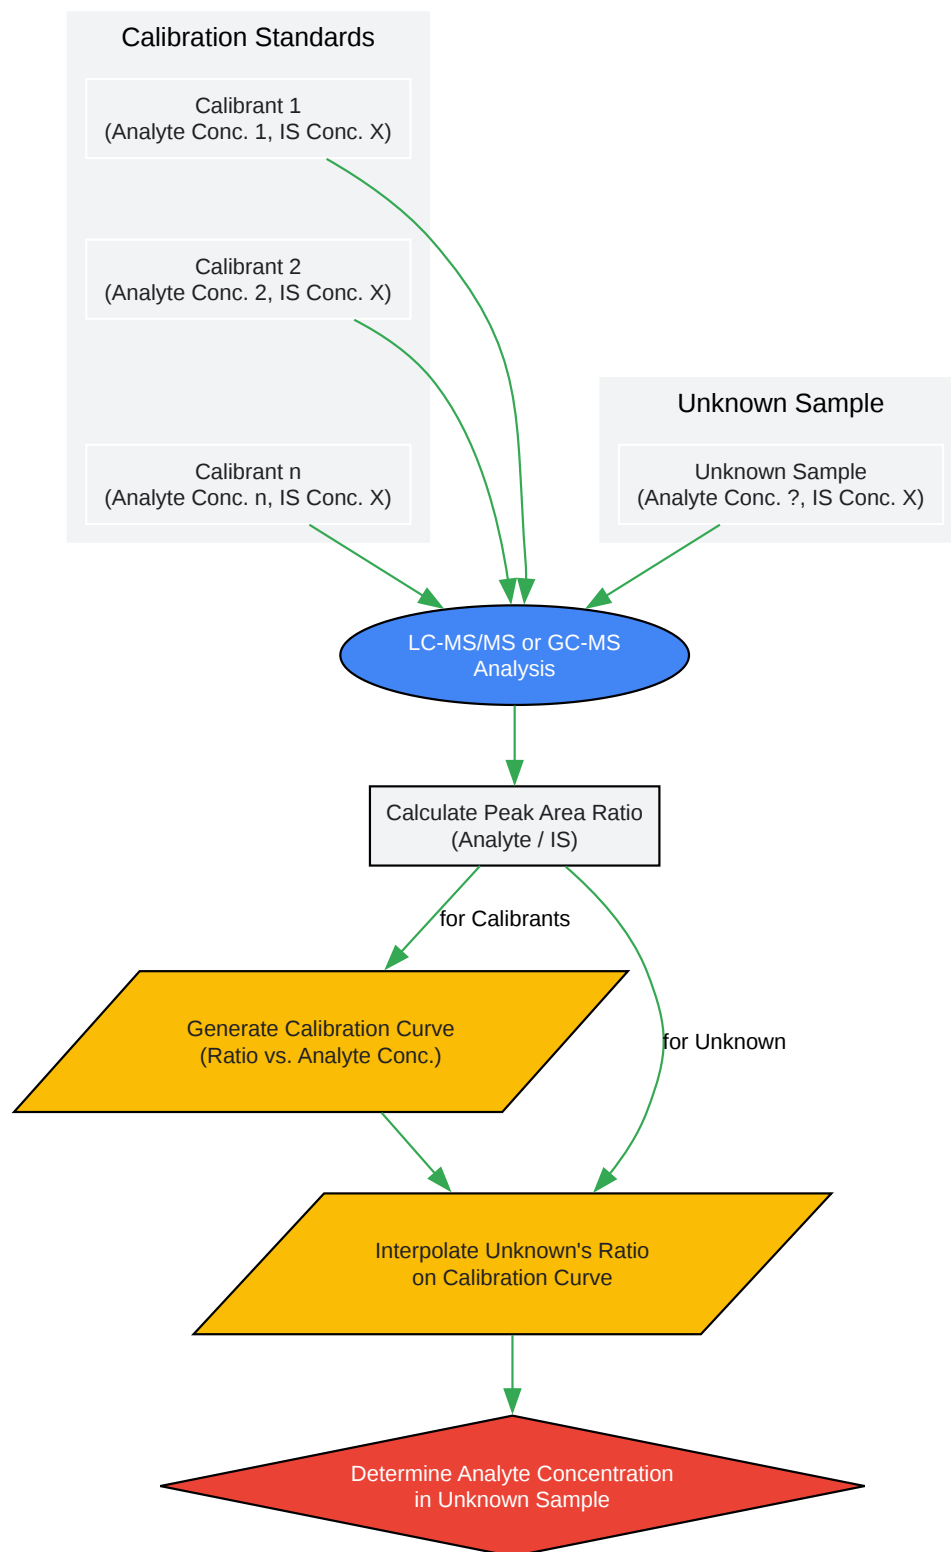 Calibration Standards
Calibrant 1
(Analyte Conc. 1, IS Conc. X)
Calibrant 2
(Analyte Conc. 2, IS Conc. X)
Calibrant n
(Analyte Conc. n, IS Conc. X)
Unknown Sample
Unknown Sample
(Analyte Conc. ?, IS Conc. X)
LC-MS/MS or GC-MS
Analysis
Calculate Peak Area Ratio
(Analyte / IS)
for Calibrants
Generate Calibration Curve
(Ratio vs. Analyte Conc.)
for Unknown
Interpolate Unknown's Ratio
on Calibration Curve
Determine Analyte Concentration
in Unknown Sample